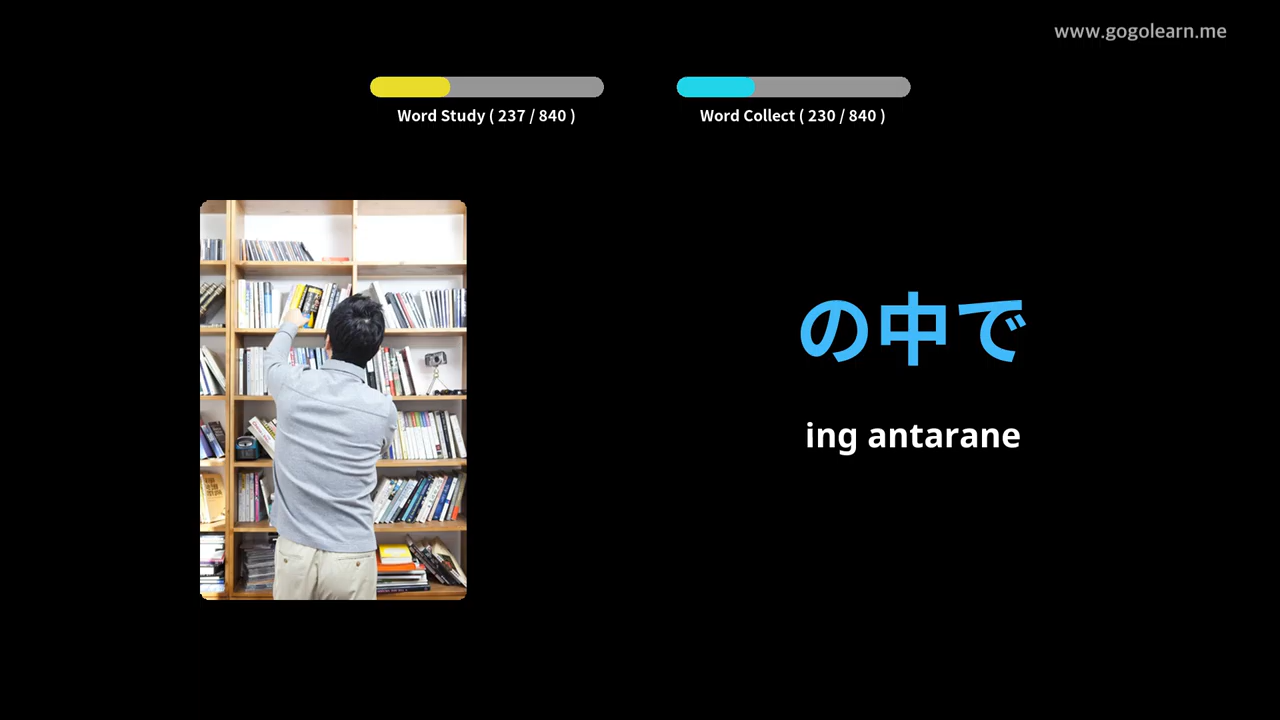 www.gogolearn.me
Word Study ( 237 / 840 )
Word Collect ( 230 / 840 )
の中で
ing antarane